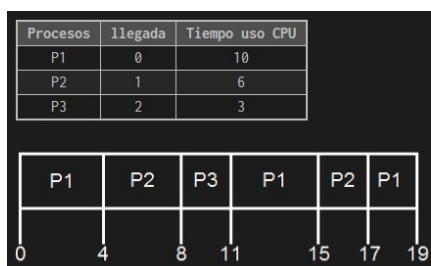 Procesos llegada Tiempo uso CPU
P1 0 10
P2 1 6
P3 2 3
P1 P2 P3 P1 P2 P1
0 4 8 11 15 17 19